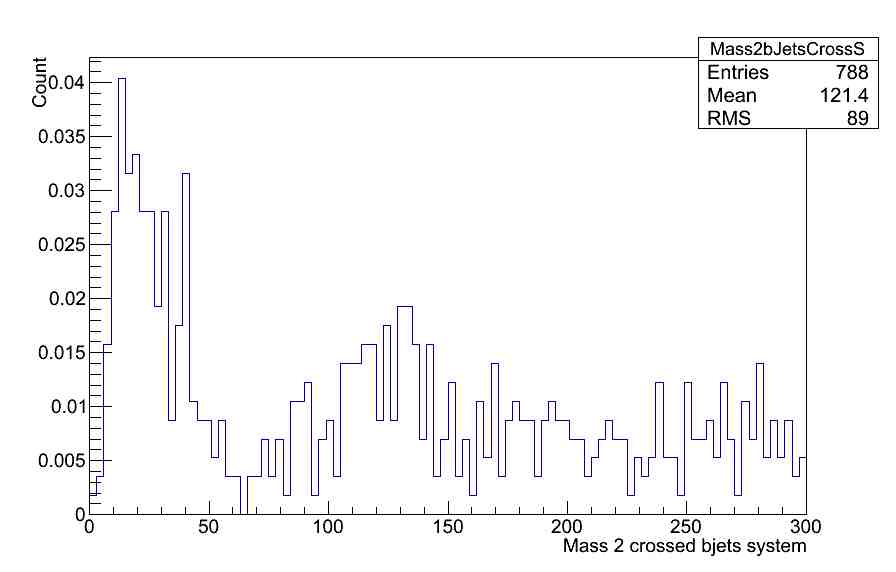 Mass2bJetsCrossS
Entries 788
Mean 121.4
RMS 89
Count
0.04
0.035
0.03
0.025
0.02
0.015
0.01
0.005
0
0 50 100 150 200 250 300
Mass 2 crossed bjets system